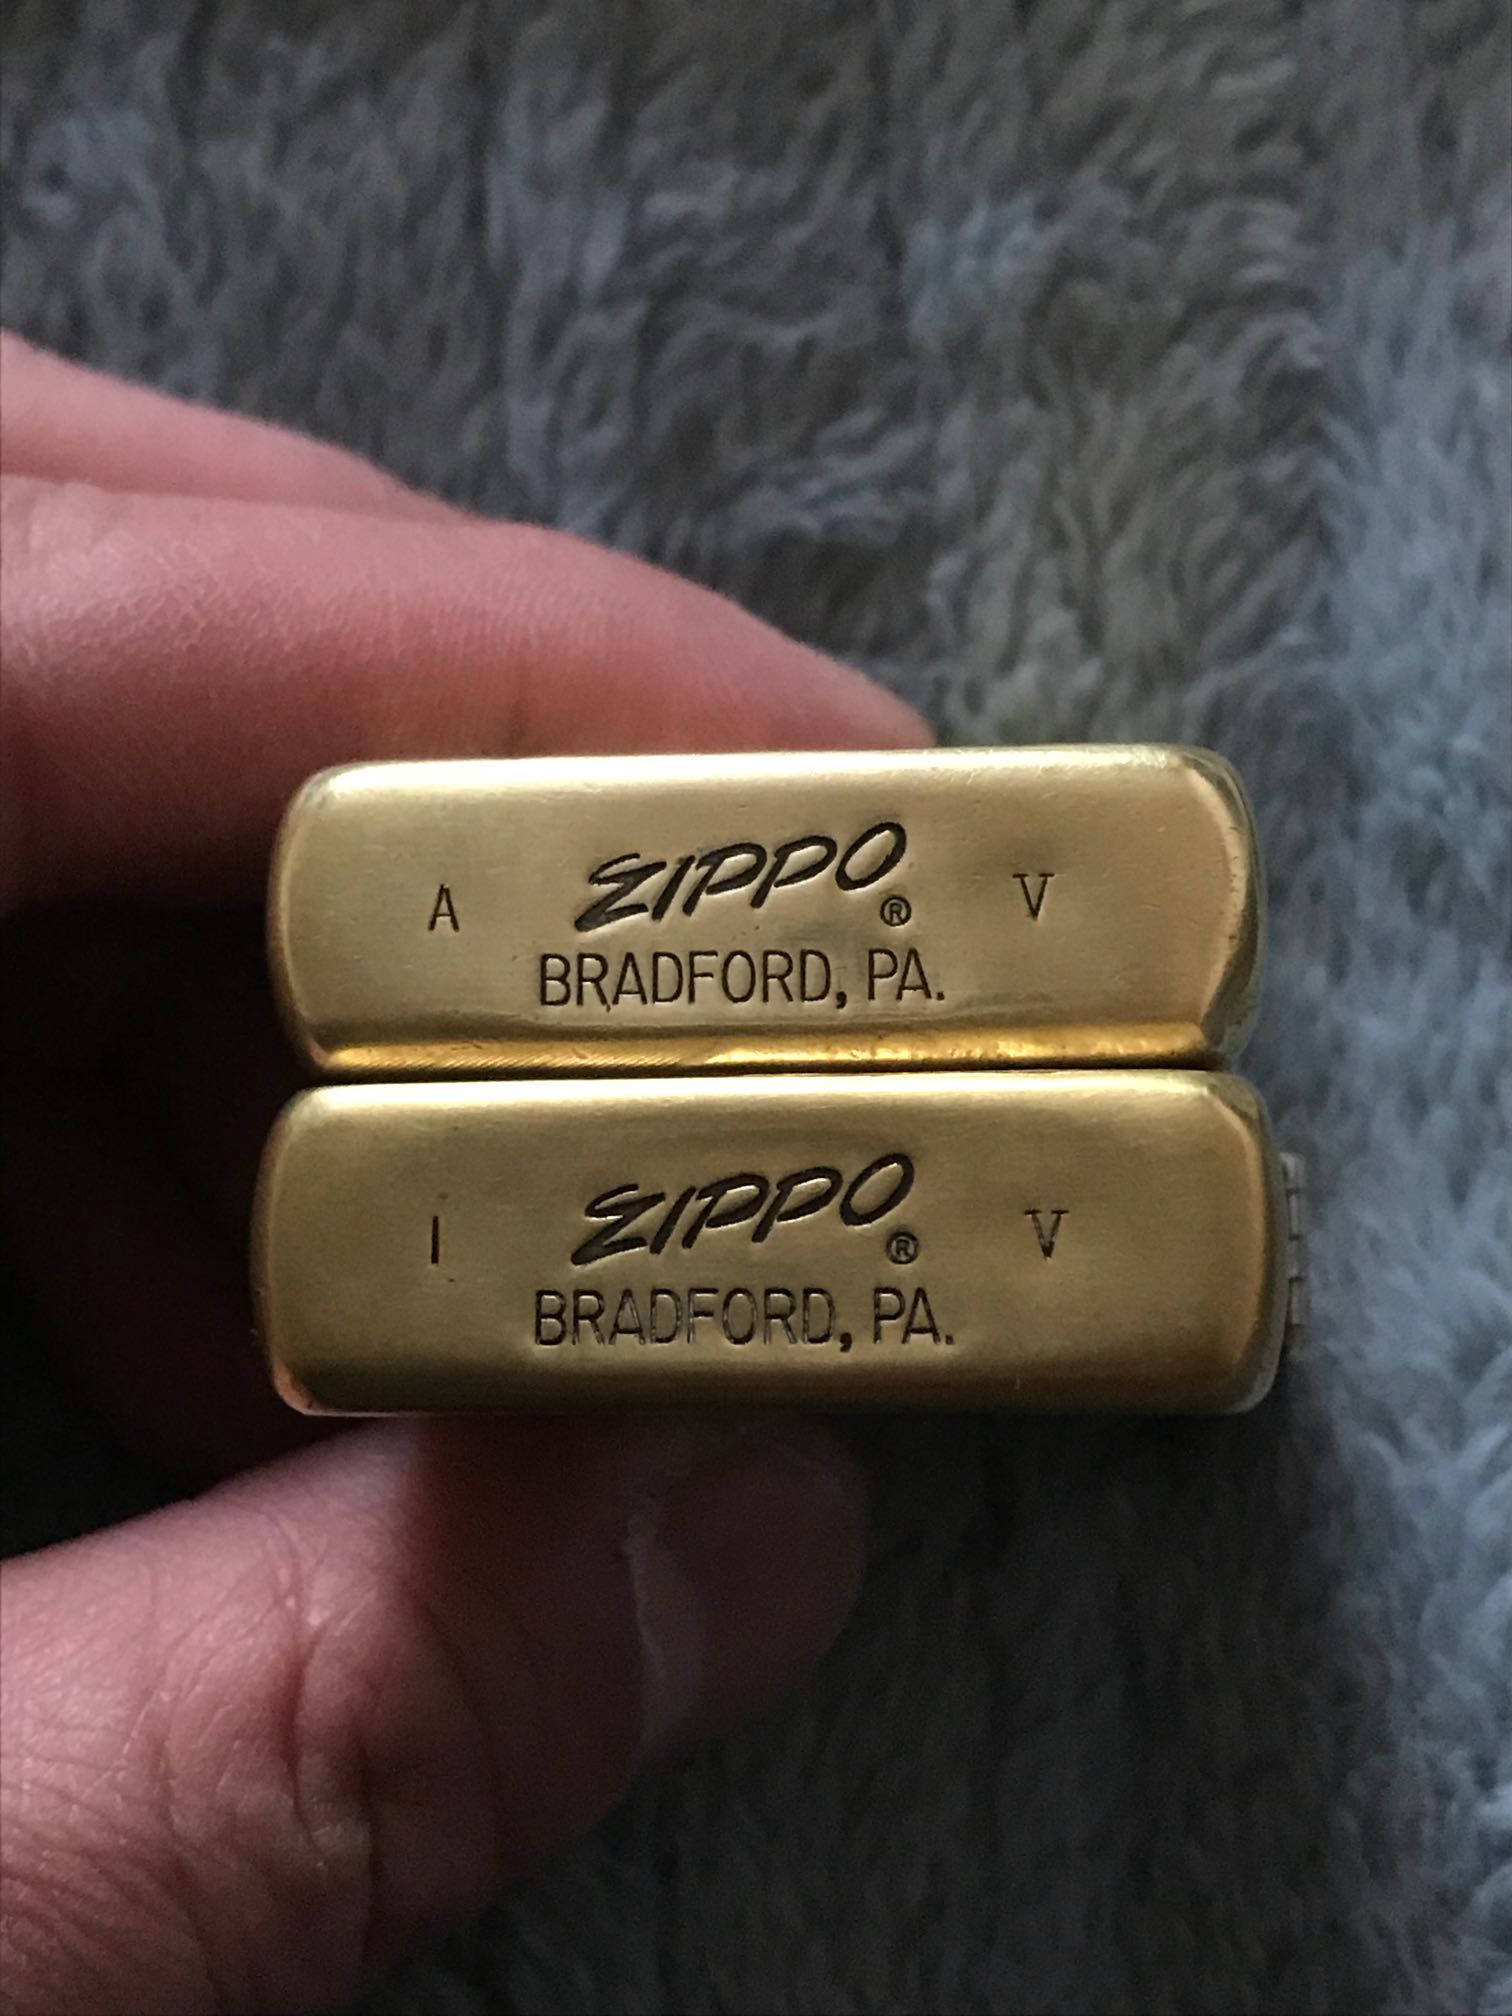 A ZIPPO ® V
BRADFORD, PA.
I ZIPPO ® V
BRADFORD, PA.